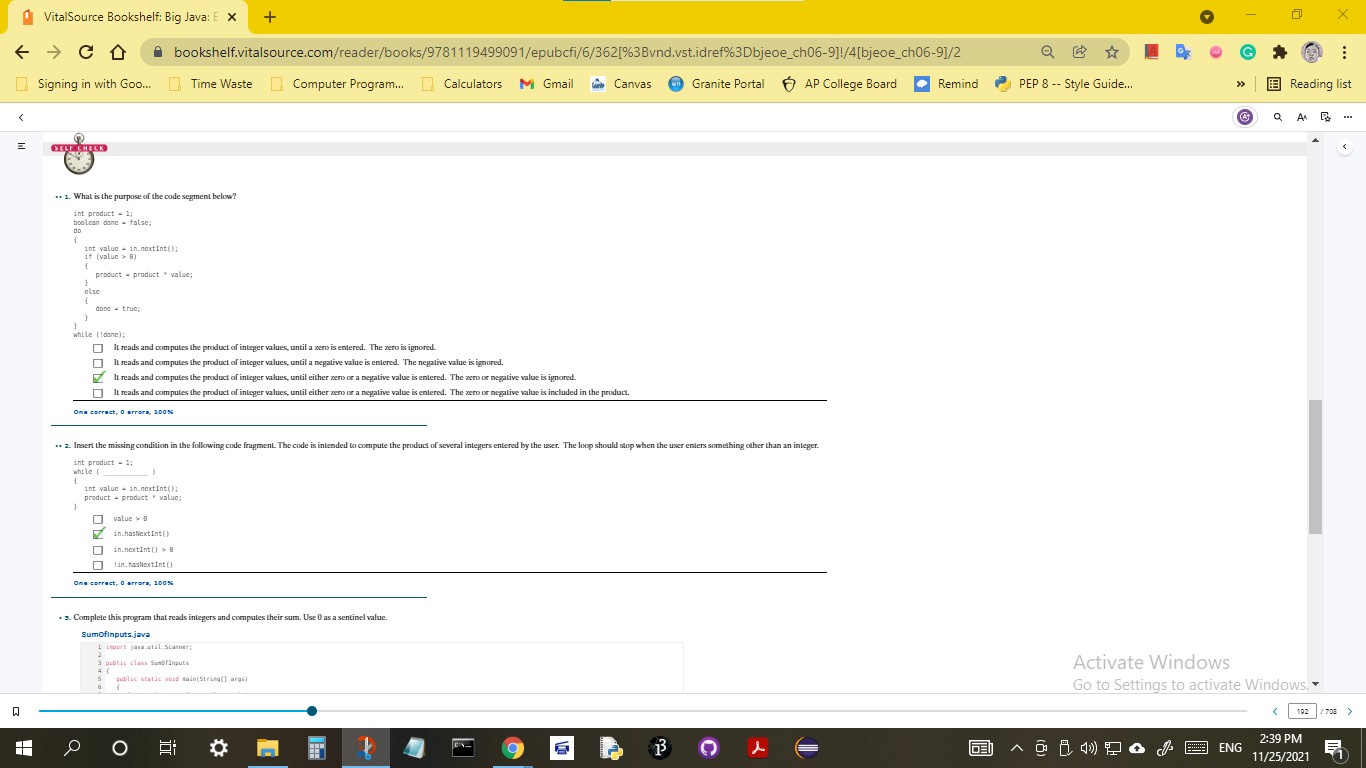 VitalSource Bookshelf: Big Java: E
bookshelf.vitalsource.com/reader/books/9781119499091/epubcfi/6/362[%3Bvnd.vst.idref%3Dbjeoe_ch06-9]!/4[bjeoe_ch06-9]/2
Signing in with Goo... Time Waste Computer Program... Calculators Gmail Canvas Granite Portal AP College Board Remind PEP 8 -- Style Guide... » Reading list
SELF CHECK
•• 1. What is the purpose of the code segment below?
int product = 1;
boolean done = false;
do
{
int value = in.nextInt();
if (value > 0)
{
product = product * value;
}
else
{
done = true;
}
}
while (!done);
It reads and computes the product of integer values, until a zero is entered. The zero is ignored.
It reads and computes the product of integer values, until a negative value is entered. The negative value is ignored.
It reads and computes the product of integer values, until either zero or a negative value is entered. The zero or negative value is ignored.
It reads and computes the product of integer values, until either zero or a negative value is entered. The zero or negative value is included in the product.
One correct, 0 errors, 100%
•• 2. Insert the missing condition in the following code fragment. The code is intended to compute the product of several integers entered by the user. The loop should stop when the user enters something other than an integer.
int product = 1;
while ( ____________ )
{
int value = in.nextInt();
product = product * value;
}
value > 0
in.hasNextInt()
in.nextInt() > 0
!in.hasNextInt()
One correct, 0 errors, 100%
• 3. Complete this program that reads integers and computes their sum. Use 0 as a sentinel value.
SumOfInputs.java
1 import java.util.Scanner;
2
3 public class SumOfInputs
4 {
5 public static void main(String[] args)
6 {
Activate Windows
Go to Settings to activate Windows.
192 / 708
ENG
2:39 PM
11/25/2021
1